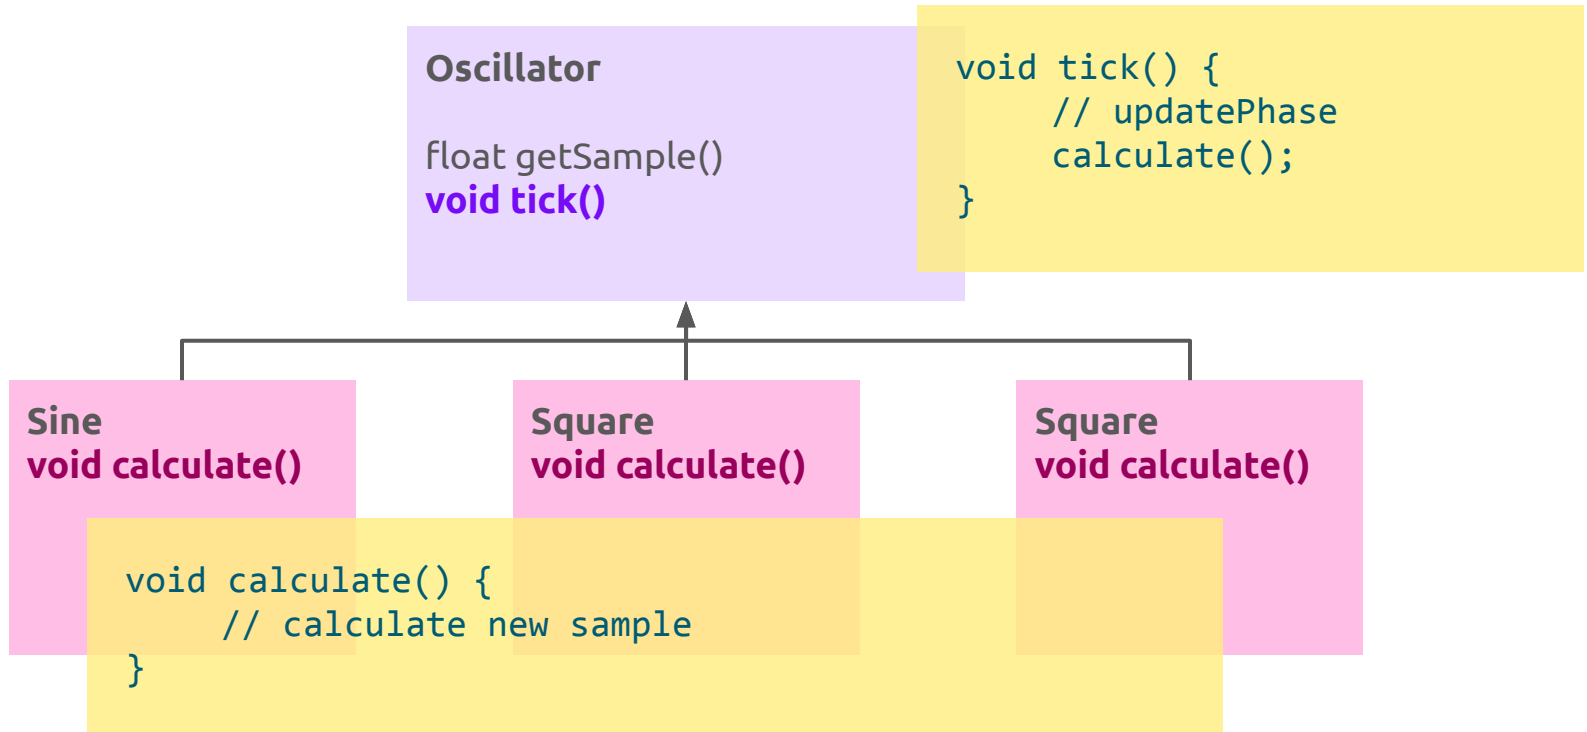 Oscillator
float getSample()
void tick()
void tick() {
// updatePhase
calculate();
}
Sine
void calculate()
Square
void calculate()
Square
void calculate()
void calculate() {
// calculate new sample
}